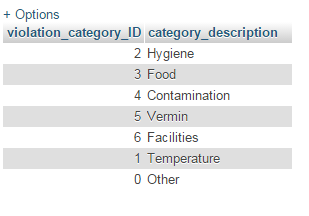 + Options
violation_category_ID category_description
2 Hygiene
3 Food
4 Contamination
5 Vermin
6 Facilities
1 Temperature
0 Other